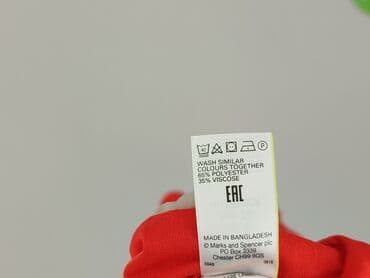 WASH SIMILAR
COLOURS TOGETHER
65% POLYESTER
35% VISCOSE
EAC
MADE IN BANGLADESH
© Marks and Spencer plc
PO Box 3339
Chester CH99 9QS